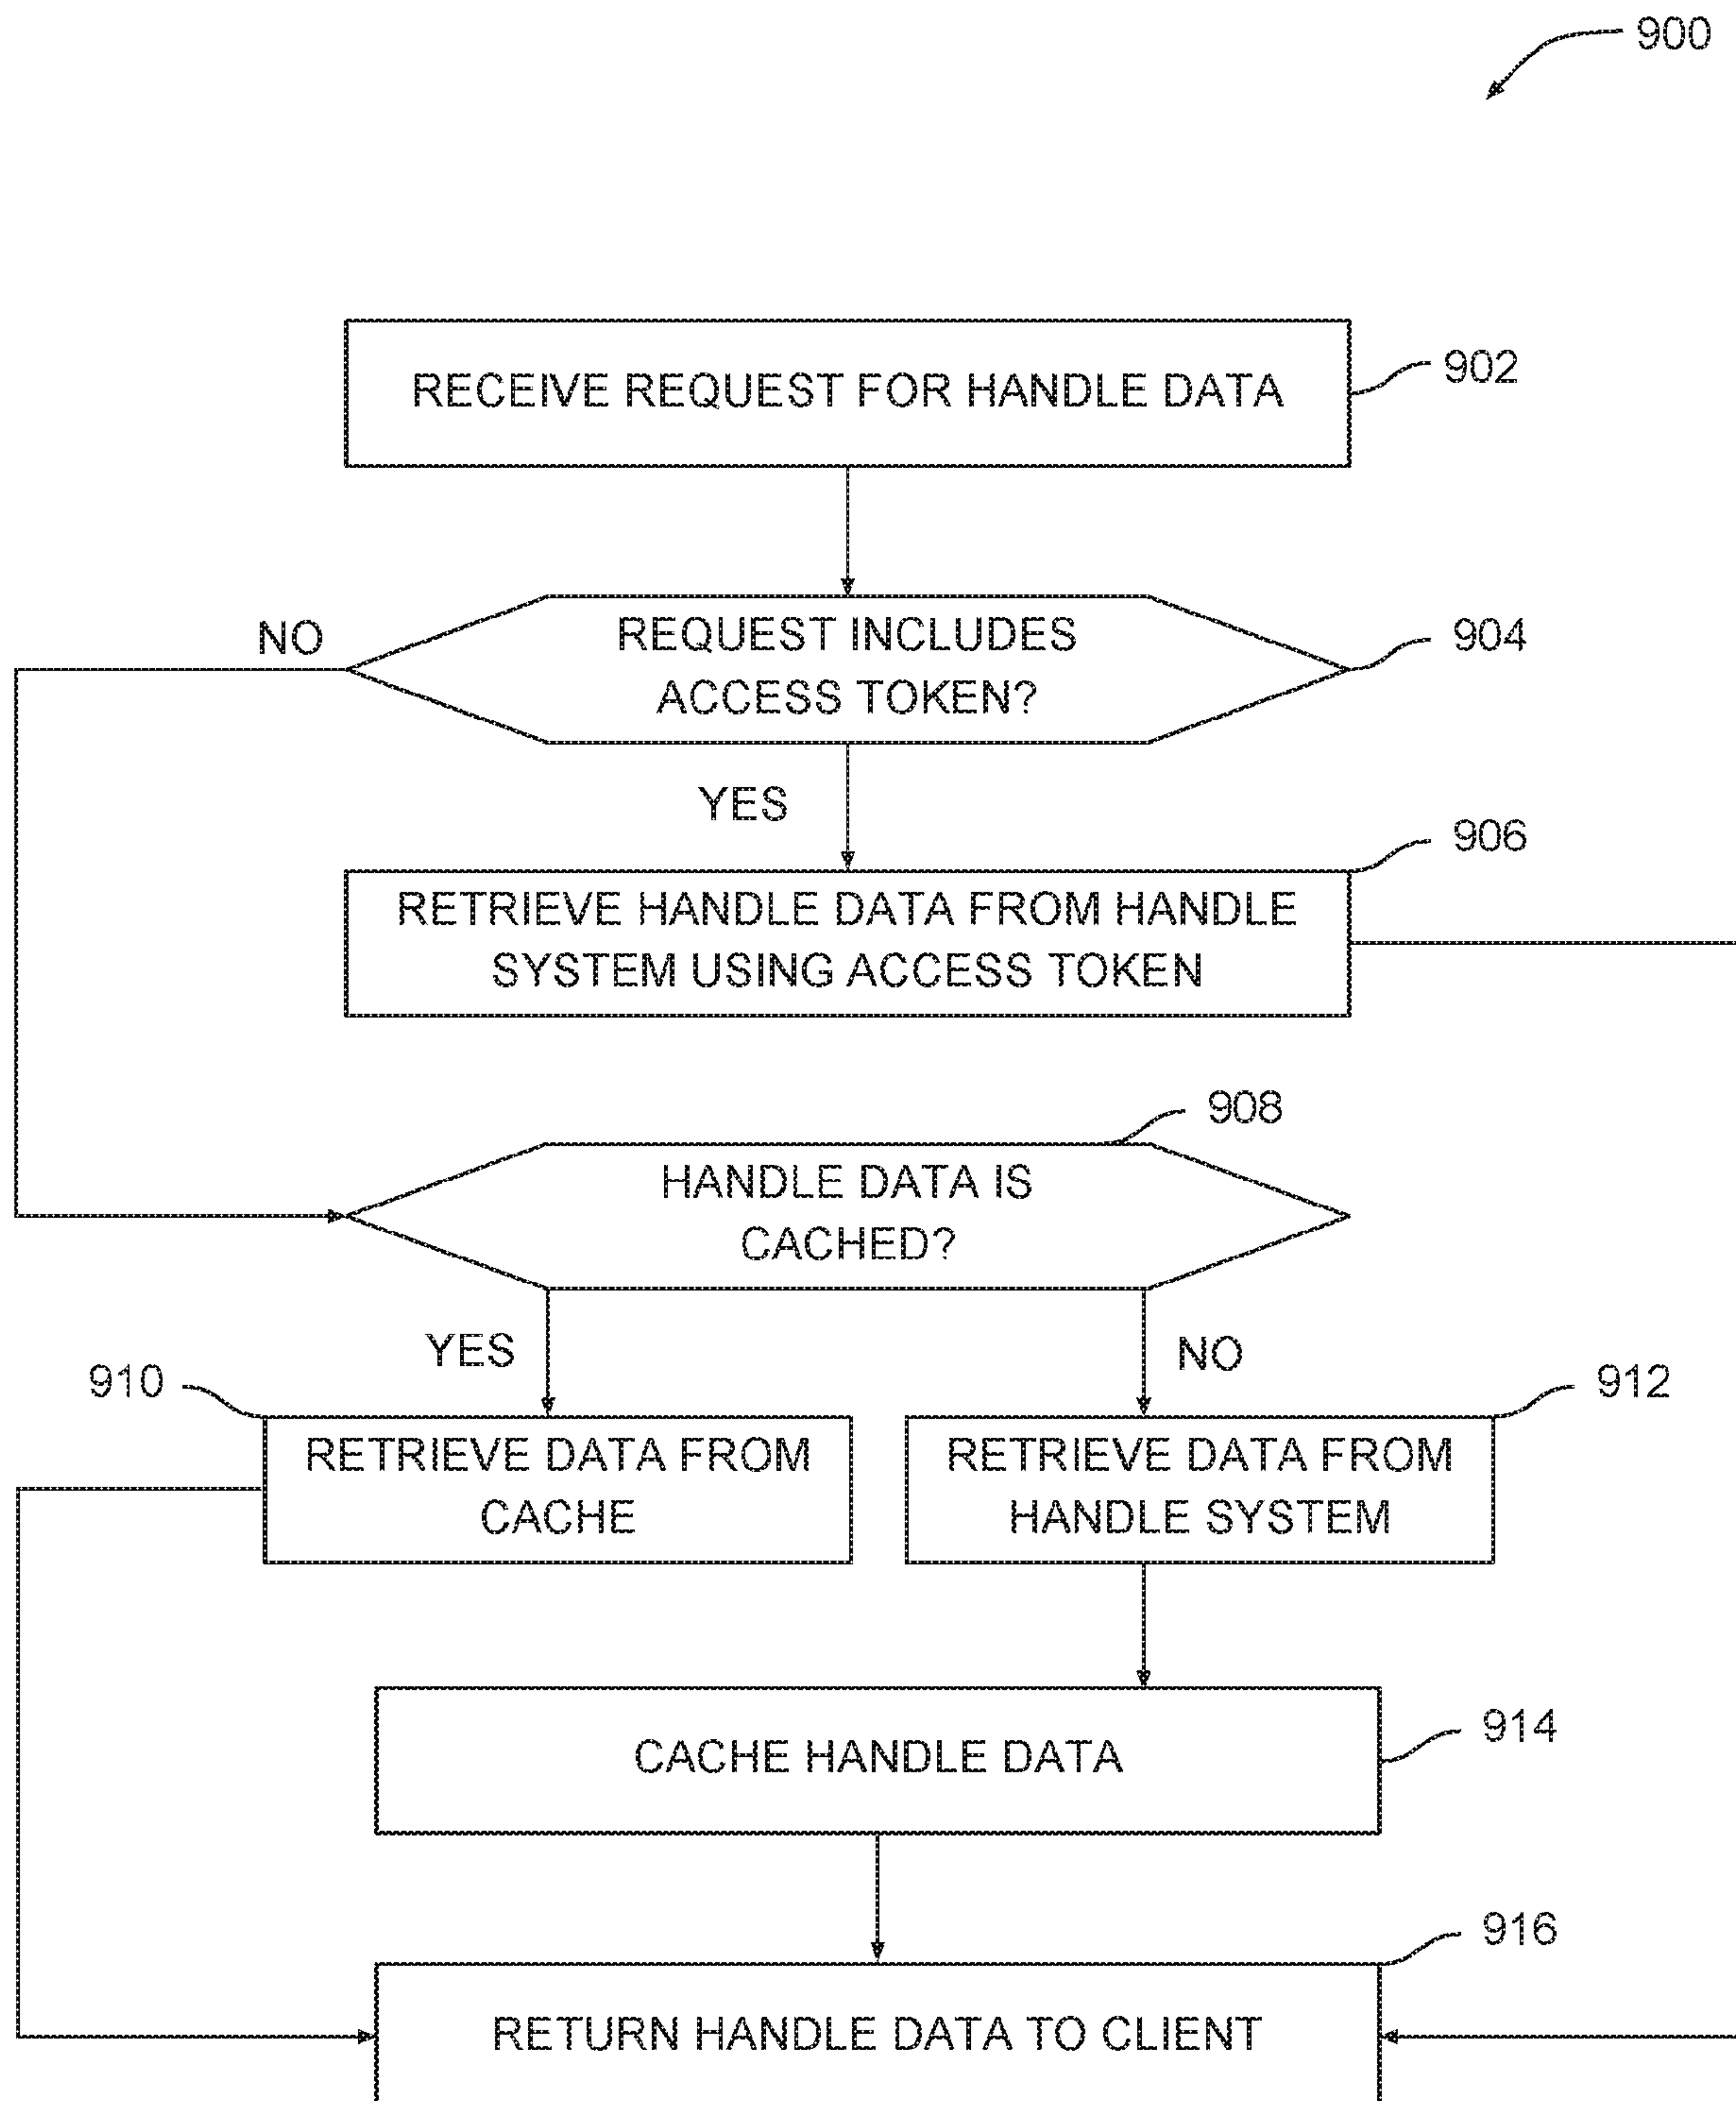 900
RECEIVE REQUEST FOR HANDLE DATA
902
NO
REQUEST INCLUDES
ACCESS TOKEN?
904
YES
906
RETRIEVE HANDLE DATA FROM HANDLE
SYSTEM USING ACCESS TOKEN
908
HANDLE DATA IS
CACHED?
YES
NO
910
912
RETRIEVE DATA FROM
CACHE
RETRIEVE DATA FROM
HANDLE SYSTEM
914
CACHE HANDLE DATA
916
RETURN HANDLE DATA TO CLIENT